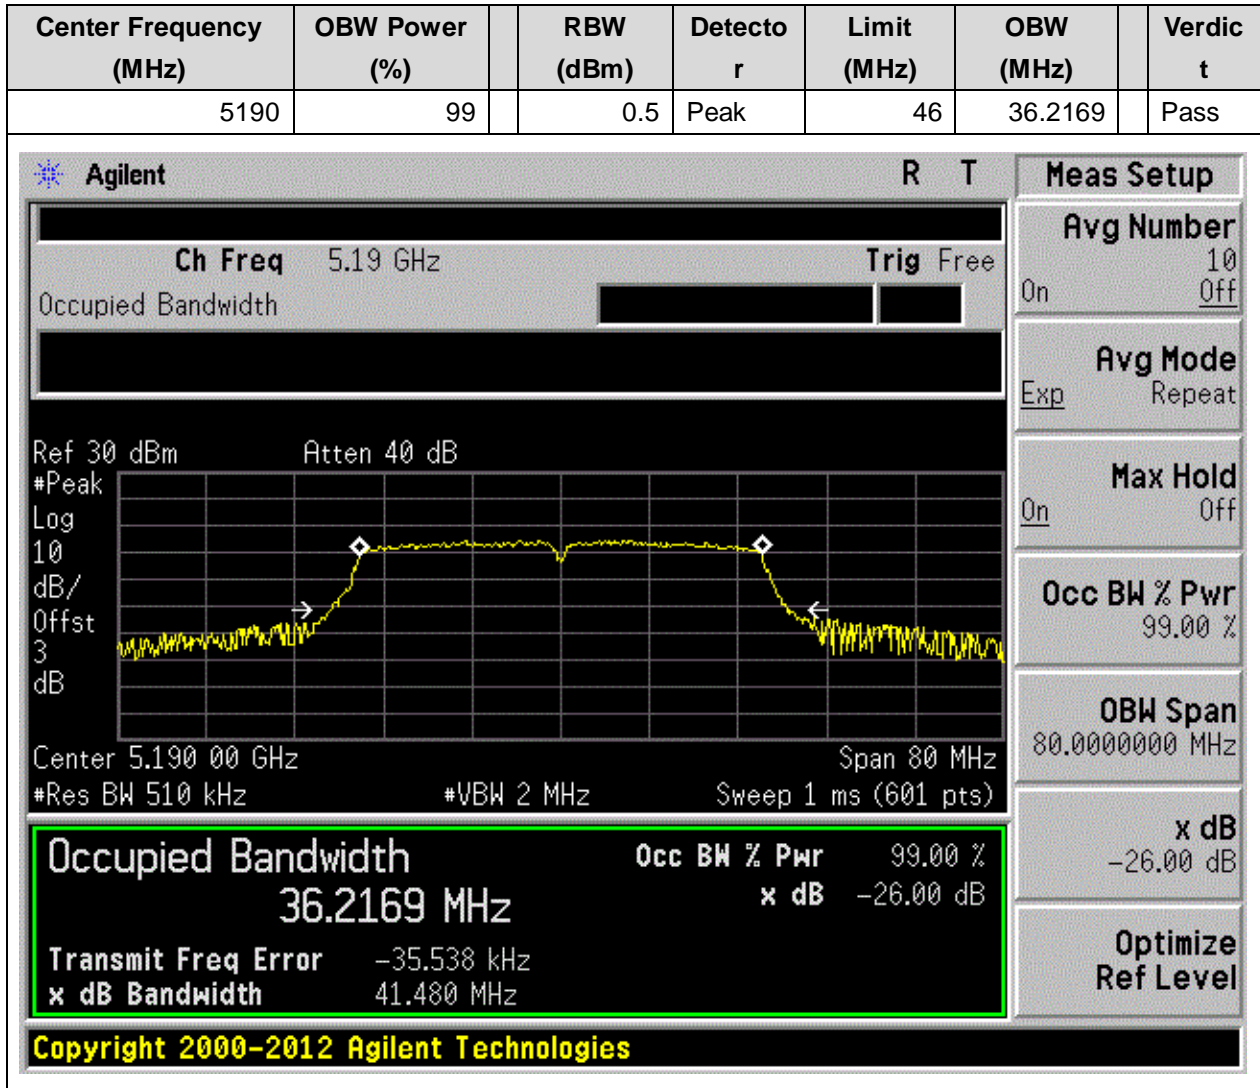 Center Frequency (MHz) OBW Power (%) RBW (dBm) Detector Limit (MHz) OBW (MHz) Verdict
5190 99 0.5 Peak 46 36.2169 Pass
Agilent R T
Ch Freq 5.19 GHz Trig Free
Occupied Bandwidth
Ref 30 dBm Atten 40 dB
#Peak
Log
10
dB/
Offst
3
dB
Center 5.190 00 GHz Span 80 MHz
#Res BW 510 kHz #VBW 2 MHz Sweep 1 ms (601 pts)
Occupied Bandwidth Occ BW % Pwr 99.00 %
36.2169 MHz x dB -26.00 dB
Transmit Freq Error -35.538 kHz
x dB Bandwidth 41.480 MHz
Copyright 2000-2012 Agilent Technologies
Meas Setup
Avg Number
10
On Off
Avg Mode
Exp Repeat
Max Hold
On Off
Occ BW % Pwr
99.00 %
OBW Span
80.0000000 MHz
x dB
-26.00 dB
Optimize
Ref Level